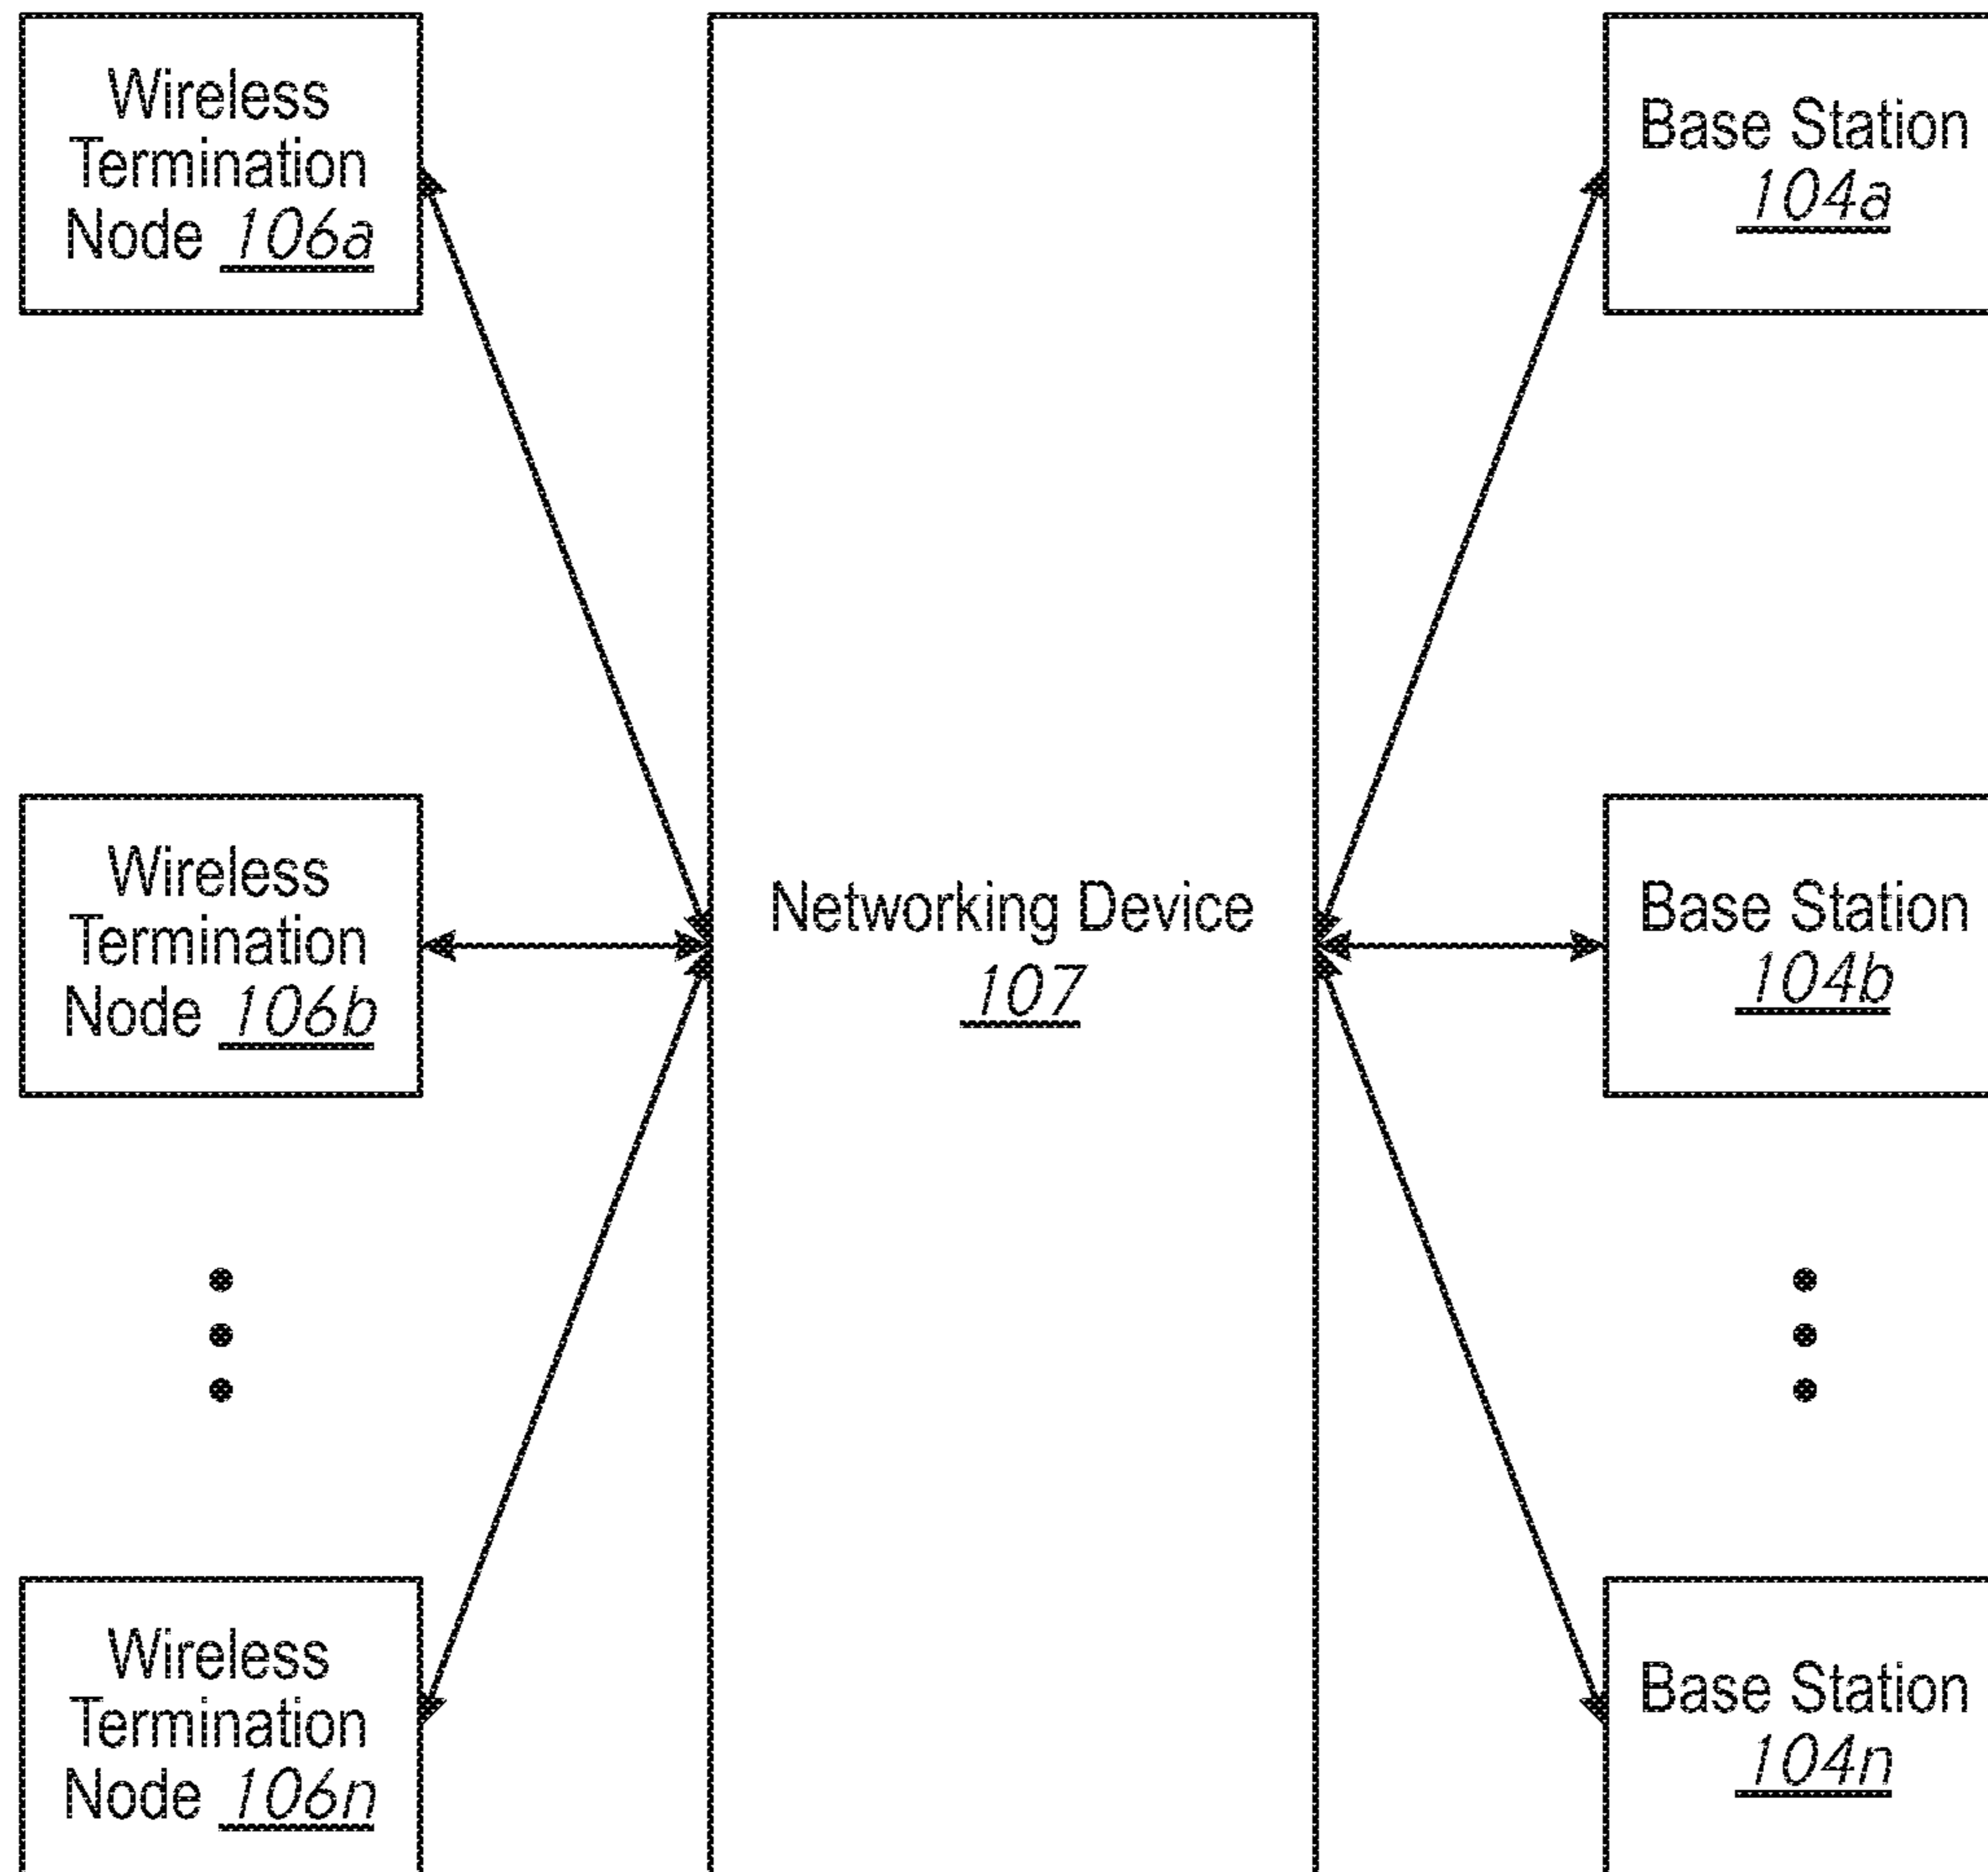 Wireless
Termination
Node 106a
Base Station
104a
Wireless
Termination
Node 106b
Networking Device
107
Base Station
104b
Wireless
Termination
Node 106n
Base Station
104n